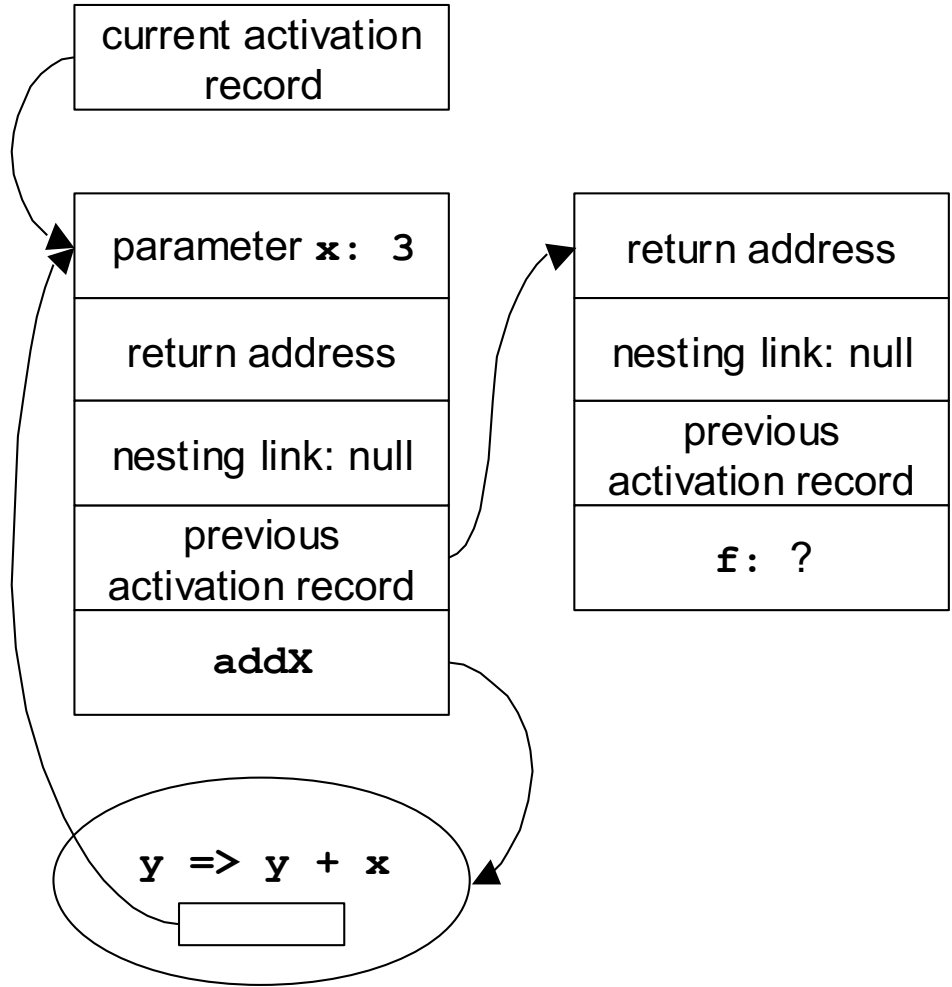 current activation
record
parameter x: 3
return address
nesting link: null
previous
activation record
addX
return address
nesting link: null
previous
activation record
f: ?
y => y + x